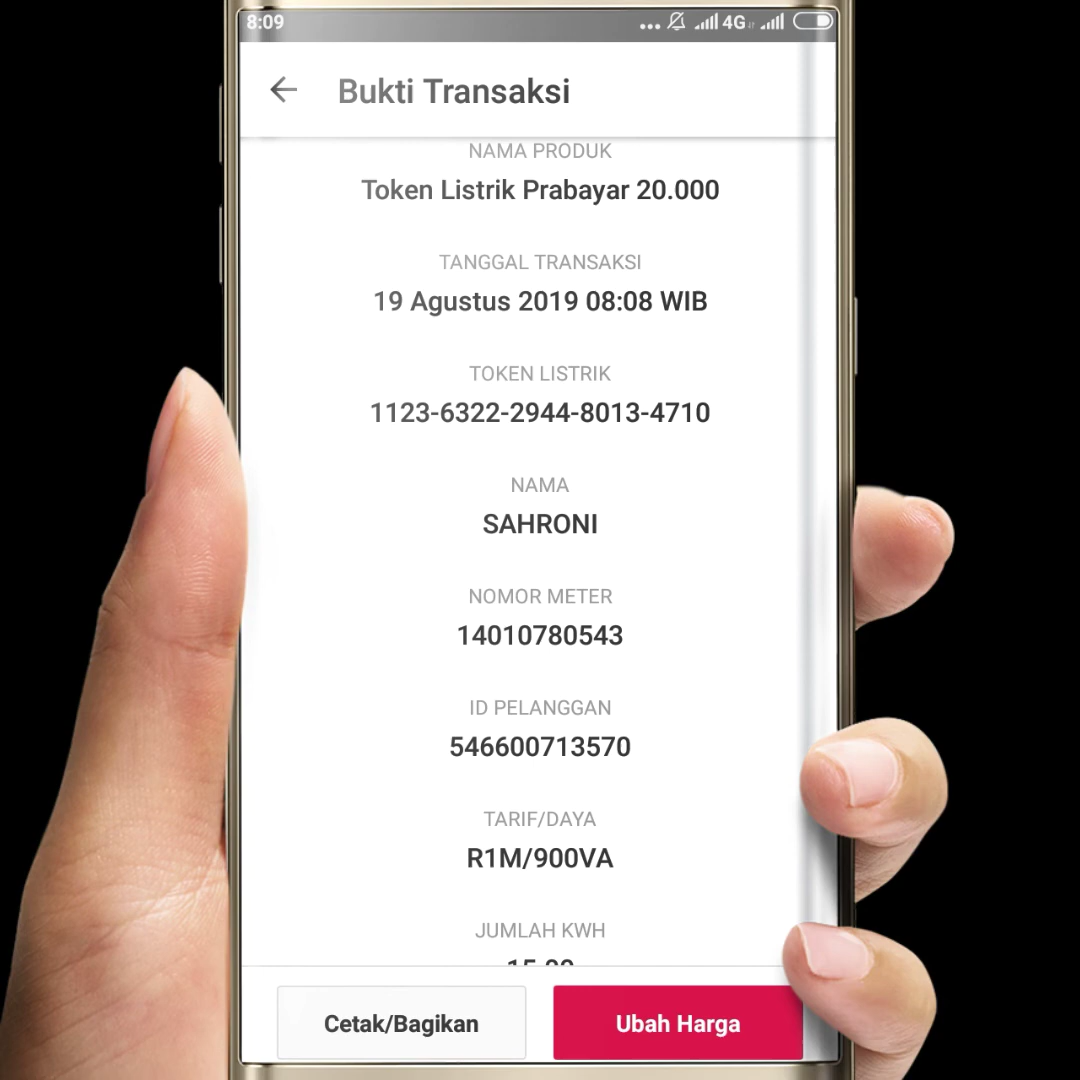 8:09
4G
Bukti Transaksi
NAMA PRODUK
Token Listrik Prabayar 20.000
TANGGAL TRANSAKSI
19 Agustus 2019 08:08 WIB
TOKEN LISTRIK
1123-6322-2944-8013-4710
NAMA
SAHRONI
NOMOR METER
14010780543
ID PELANGGAN
546600713570
TARIF/DAYA
R1M/900VA
JUMLAH KWH
Cetak/Bagikan
Ubah Harga